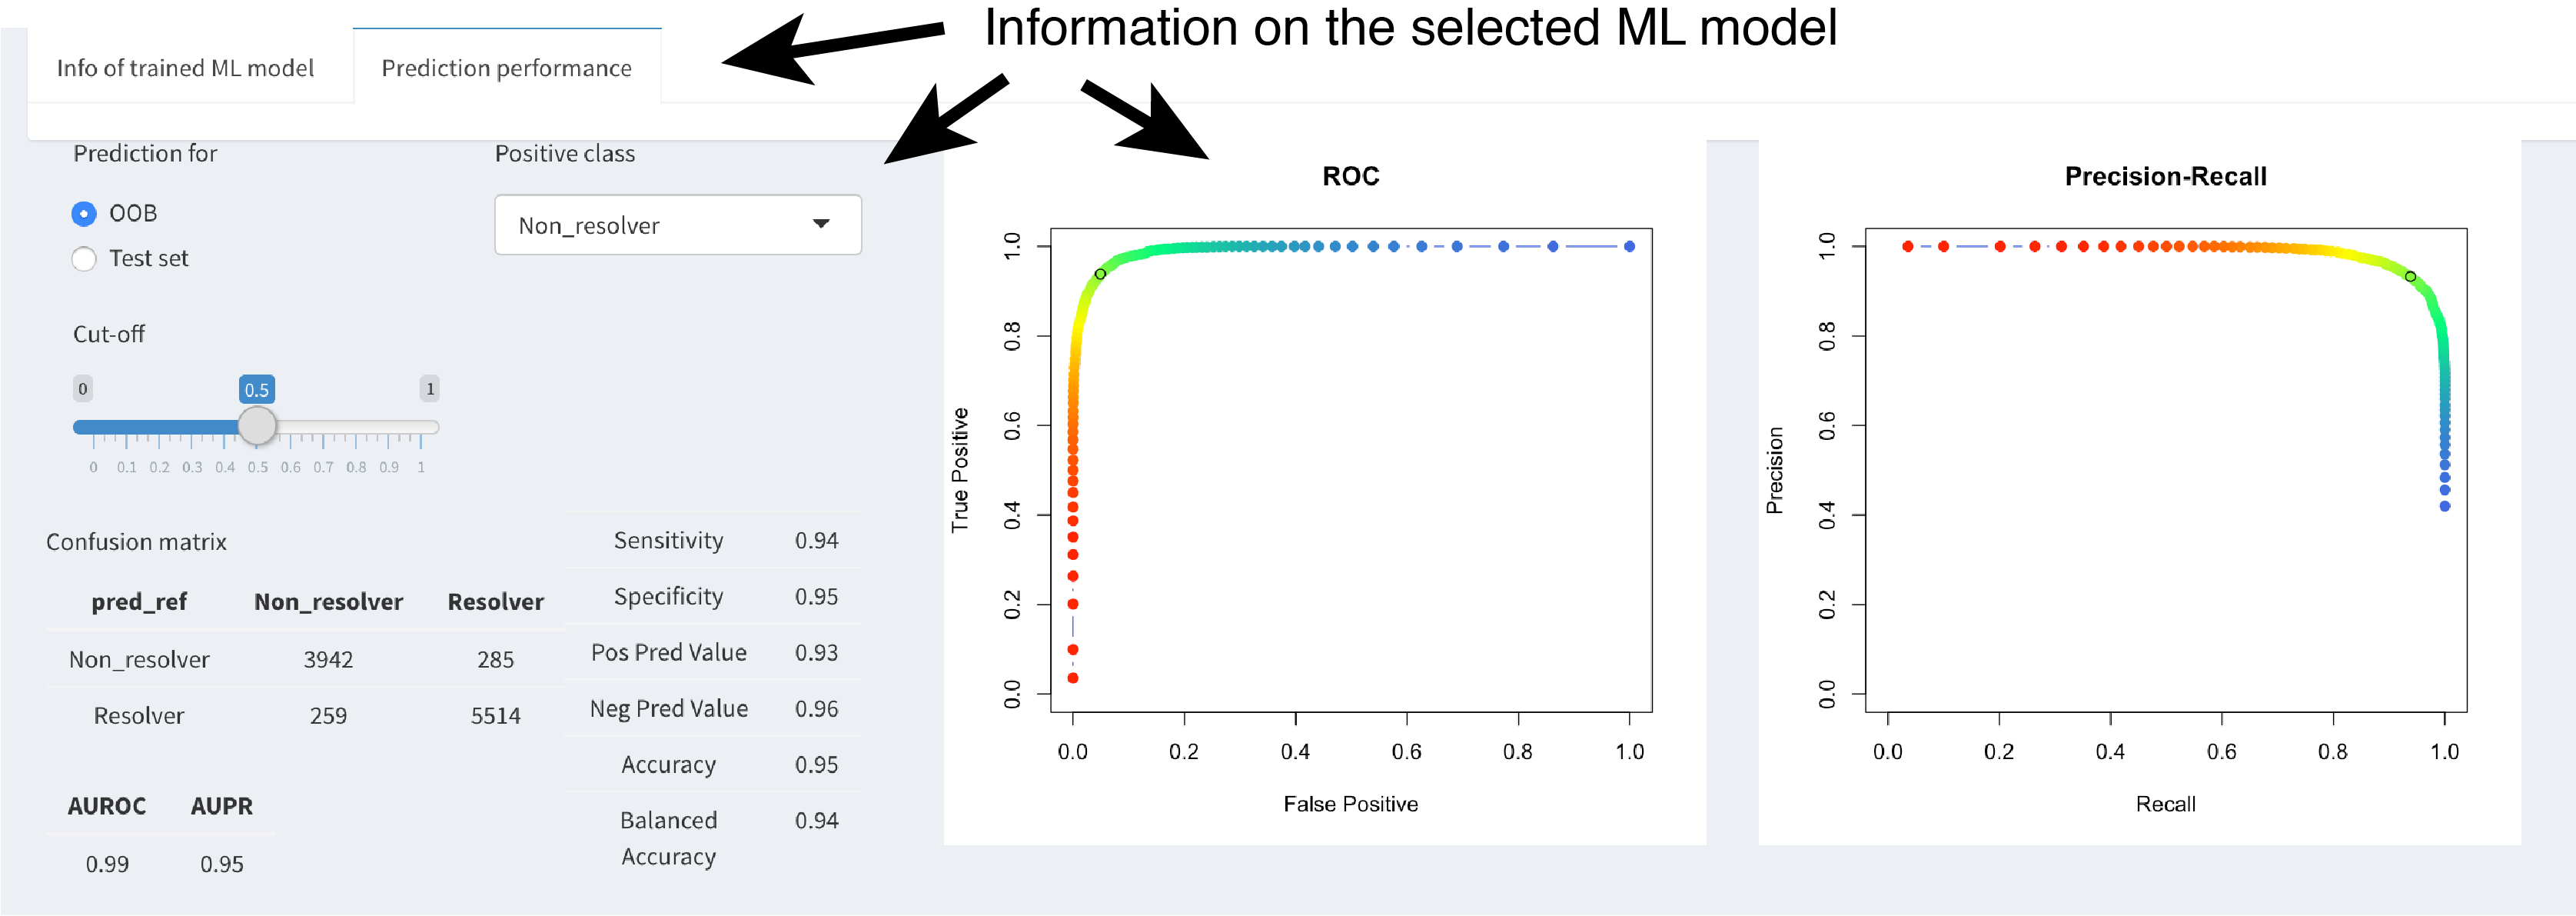 Information on the selected ML model
Info of trained ML model
Prediction performance
Prediction for
OOB
Test set
Positive class
Non_resolver
Cut-off
0 0.5 1
0 0.1 0.2 0.3 0.4 0.5 0.6 0.7 0.8 0.9 1
Confusion matrix
pred_ref Non_resolver Resolver
Non_resolver 3942 285
Resolver 259 5514
AUROC AUPR
0.99 0.95
Sensitivity 0.94
Specificity 0.95
Pos Pred Value 0.93
Neg Pred Value 0.96
Accuracy 0.95
Balanced 0.94
Accuracy
ROC
True Positive
1.0
0.8
0.6
0.4
0.2
0.0
0.0 0.2 0.4 0.6 0.8 1.0
False Positive
Precision-Recall
Precision
1.0
0.8
0.6
0.4
0.2
0.0
0.0 0.2 0.4 0.6 0.8 1.0
Recall